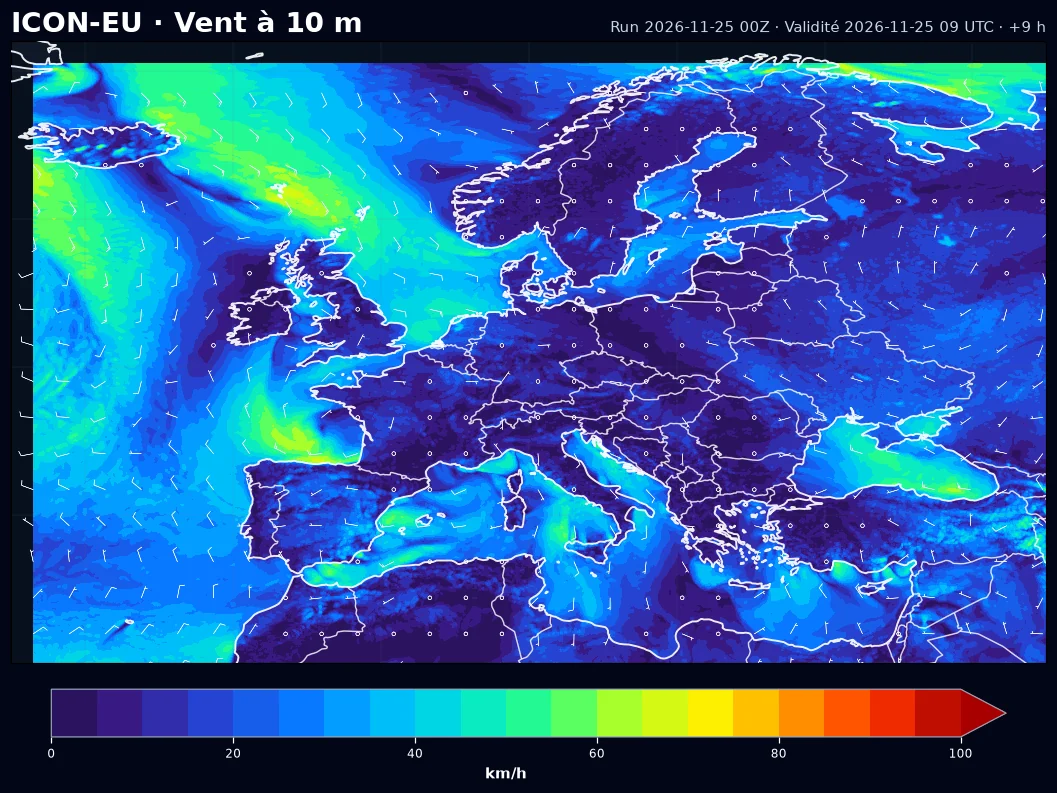 ICON-EU · Vent à 10 m
Run 2026-11-25 00Z · Validité 2026-11-25 09 UTC · +9 h
0 20 40 60 80 100
km/h